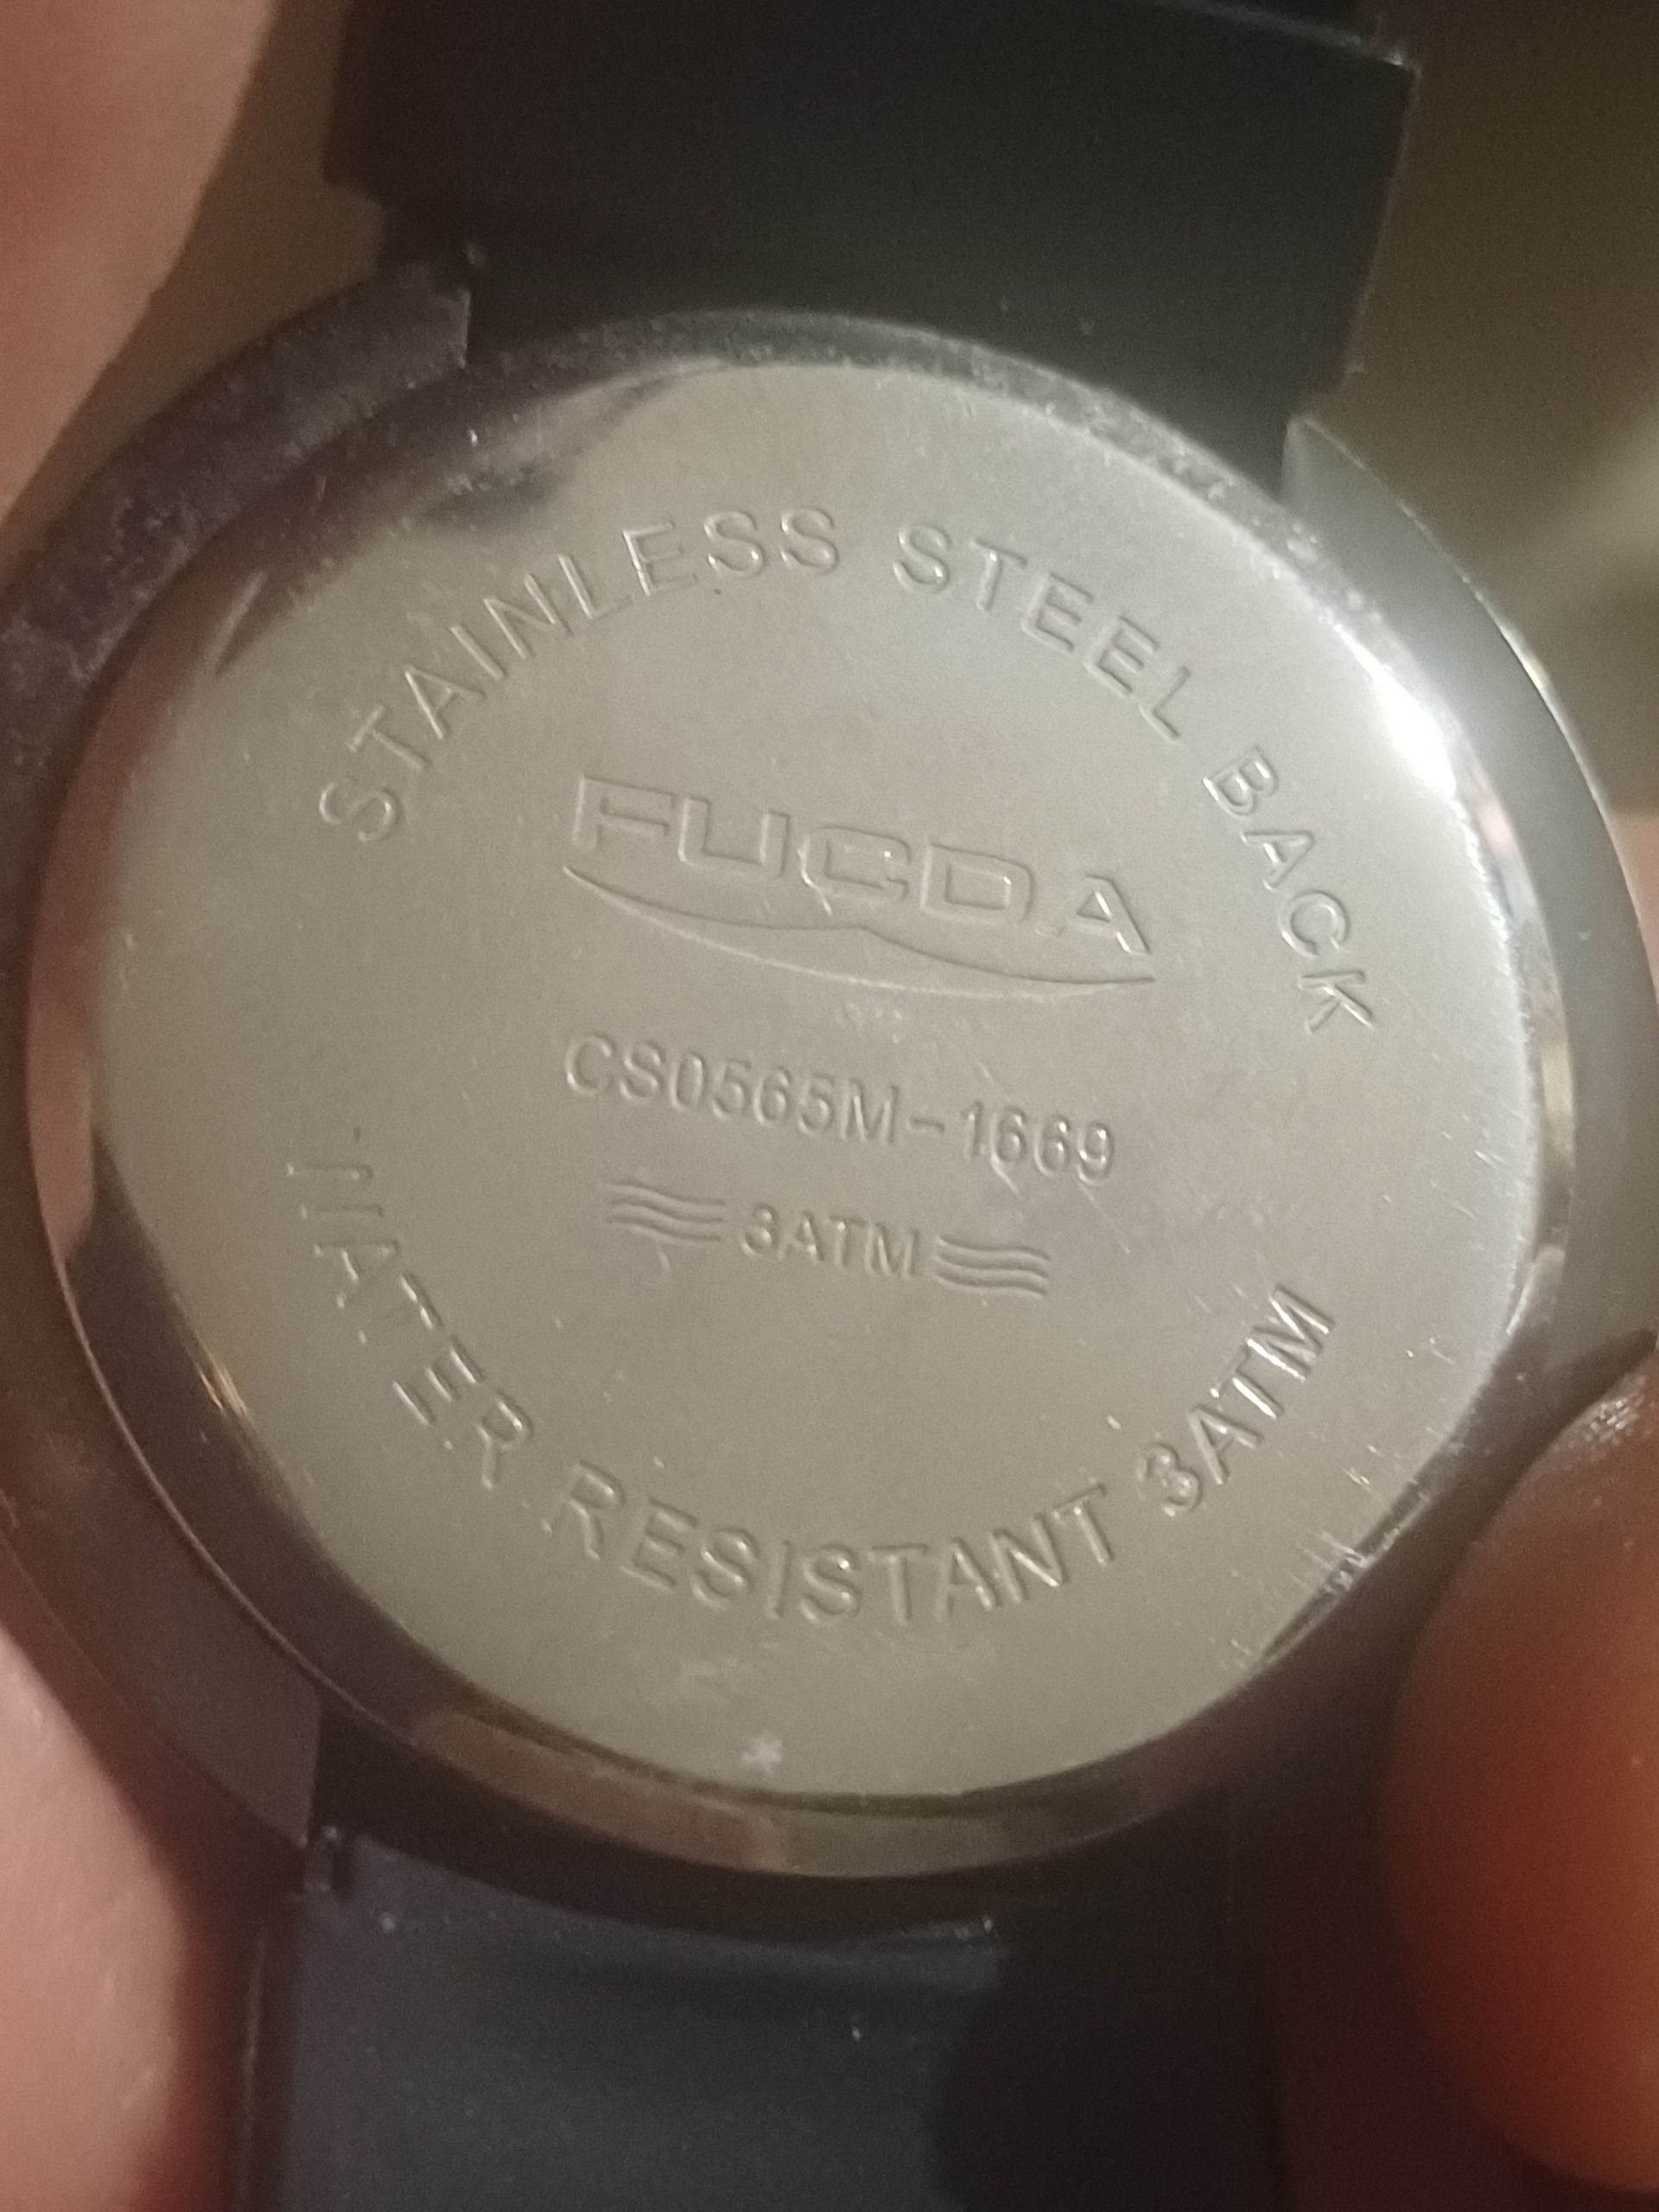 STAINLESS STEEL BACK
FUCDA
CS0565M-1669
3ATM
WATER RESISTANT 3ATM